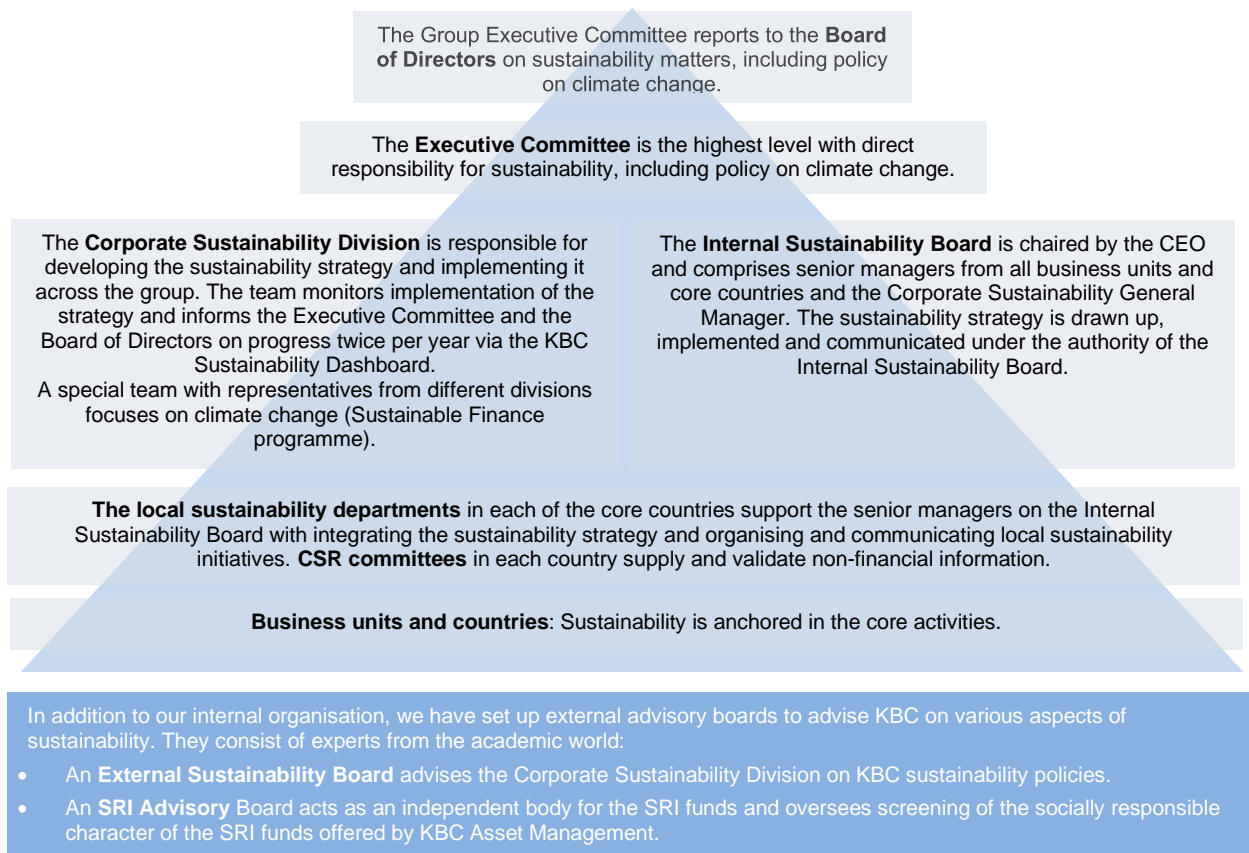 The Group Executive Committee reports to the Board
of Directors on sustainability matters, including policy
on climate change.
The Executive Committee is the highest level with direct
responsibility for sustainability, including policy on climate change.
The Corporate Sustainability Division is responsible for
developing the sustainability strategy and implementing it
across the group. The team monitors implementation of the
strategy and informs the Executive Committee and the
Board of Directors on progress twice per year via the KBC
Sustainability Dashboard.
A special team with representatives from different divisions
focuses on climate change (Sustainable Finance
programme).
The Internal Sustainability Board is chaired by the CEO
and comprises senior managers from all business units and
core countries and the Corporate Sustainability General
Manager. The sustainability strategy is drawn up,
implemented and communicated under the authority of the
Internal Sustainability Board.
The local sustainability departments in each of the core countries support the senior managers on the Internal
Sustainability Board with integrating the sustainability strategy and organising and communicating local sustainability
initiatives. CSR committees in each country supply and validate non-financial information.
Business units and countries: Sustainability is anchored in the core activities.
In addition to our internal organisation, we have set up external advisory boards to advise KBC on various aspects of
sustainability. They consist of experts from the academic world:
• An External Sustainability Board advises the Corporate Sustainability Division on KBC sustainability policies.
• An SRI Advisory Board acts as an independent body for the SRI funds and oversees screening of the socially responsible
character of the SRI funds offered by KBC Asset Management.